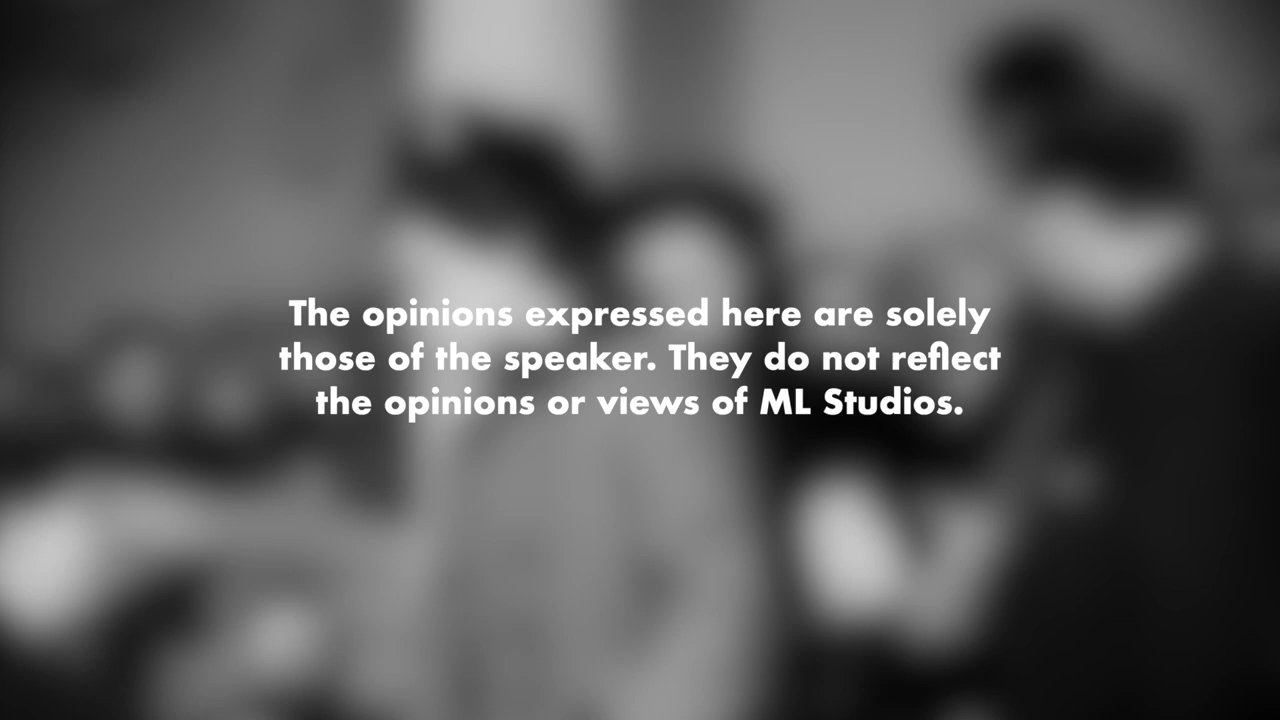 The opinions expressed here are solely
those of the speaker. They do not reflect
the opinions or views of ML Studios.